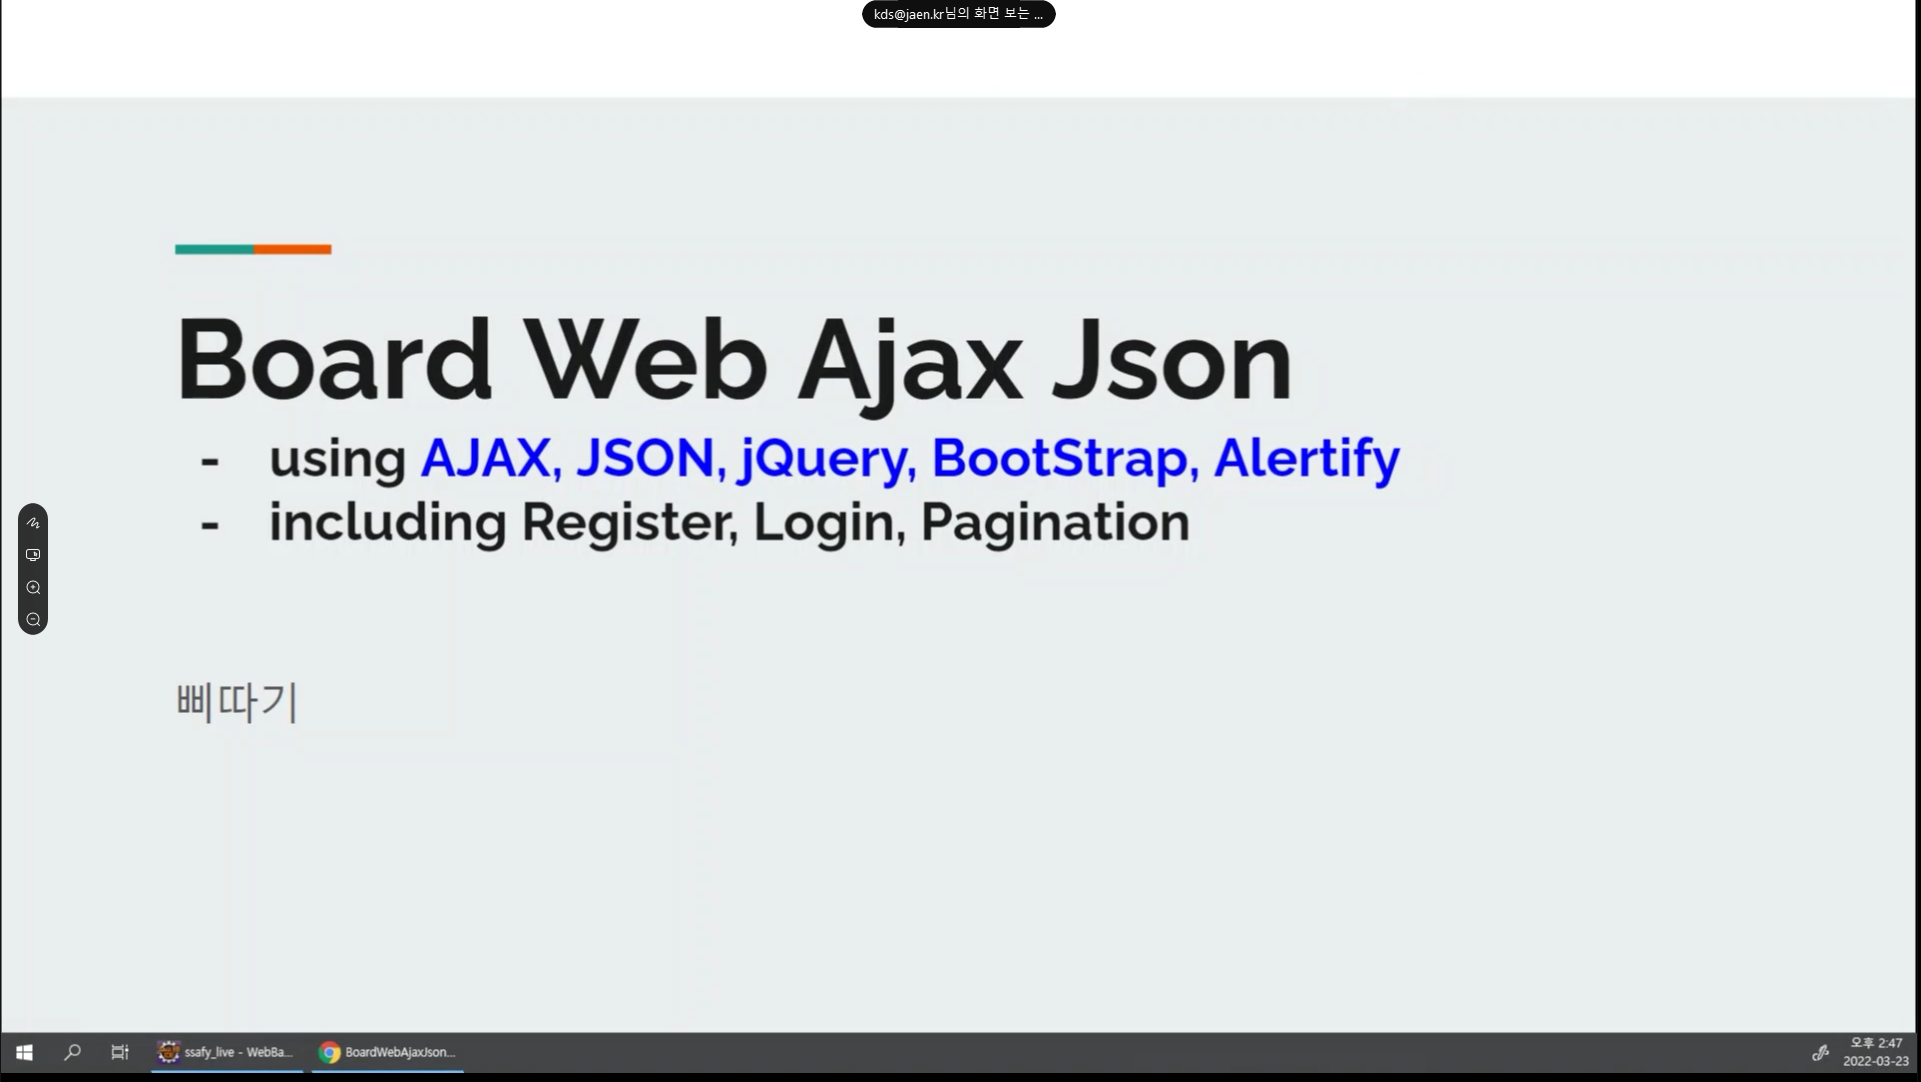 kds@jaen.kr님의 화면 보는 ...
Board Web Ajax Json
- using AJAX, JSON, jQuery, BootStrap, Alertify
- including Register, Login, Pagination
삐따기
ssafy_live - WebBa...
BoardWebAjaxJson...
오후 2:47
2022-03-23